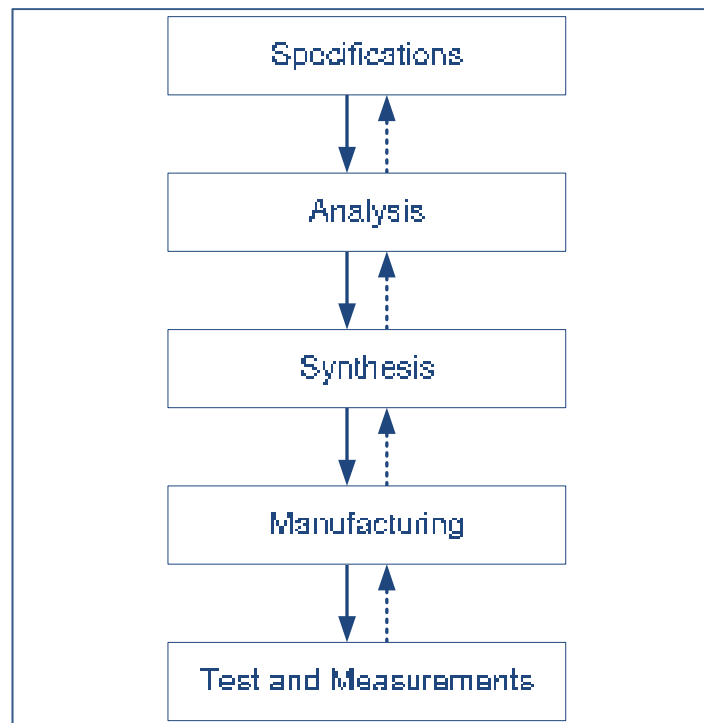 Specifications
Analysis
Synthesis
Manufacturing
Test and Measurements